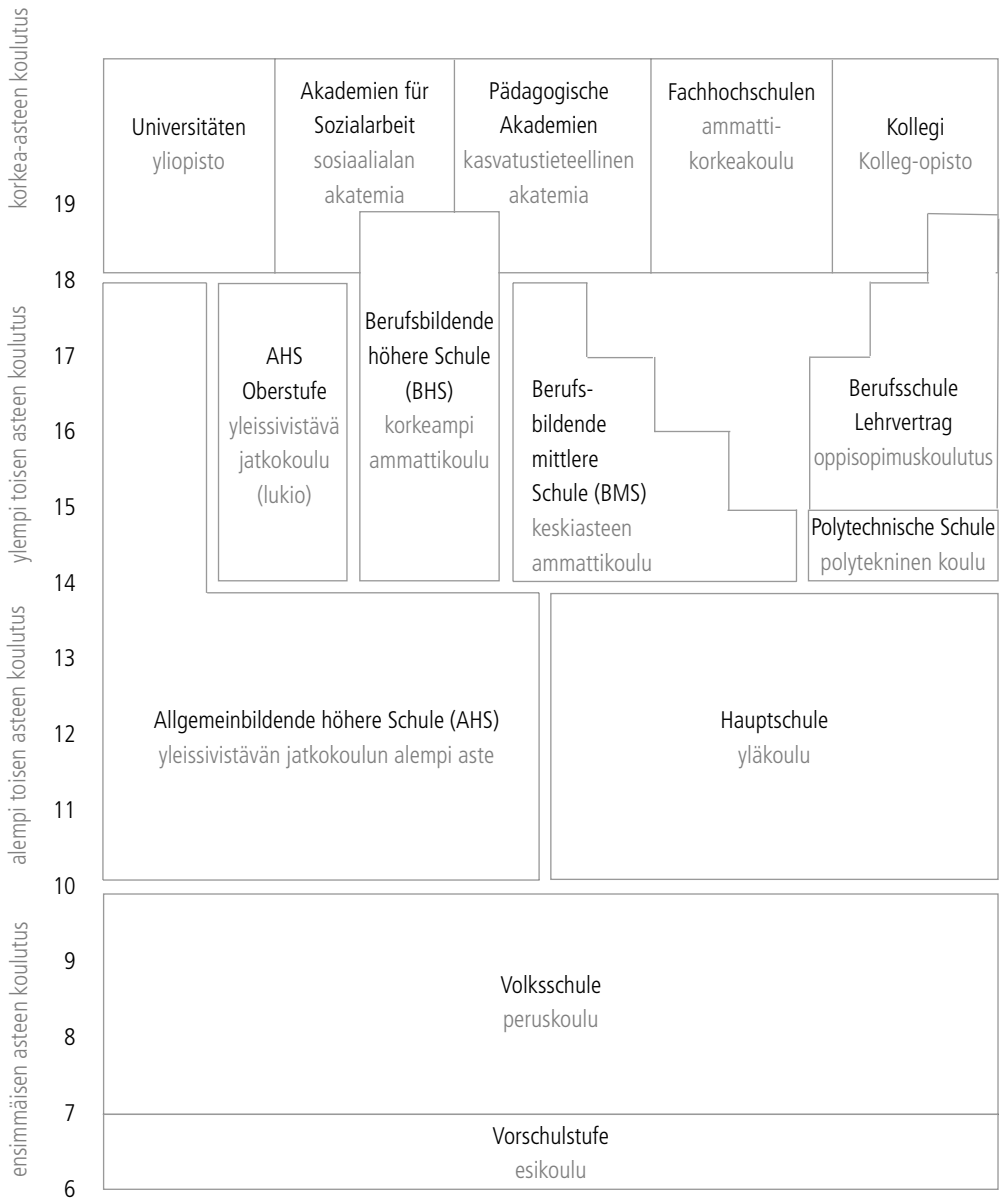 korkea-asteen koulutus
Universitäten
yliopisto
Akademien für
Sozialarbeit
sosiaalialan
akatemia
Pädagogische
Akademien
kasvatustieteellinen
akatemia
Fachhochschulen
ammatti-
korkeakoulu
Kollegi
Kolleg-opisto
19
18
ylempi toisen asteen koulutus
17
16
15
14
AHS
Oberstufe
yleissivistävä
jatkokoulu
(lukio)
Berufsbildende
höhere Schule
(BHS)
korkeampi
ammattikoulu
Berufs-
bildende
mittlere
Schule (BMS)
keskiasteen
ammattikoulu
Berufsschule
Lehrvertrag
oppisopimuskoulutus
Polytechnische Schule
polytekninen koulu
alempi toisen asteen koulutus
13
12
11
10
Allgemeinbildende höhere Schule (AHS)
yleissivistävän jatkokoulun alempi aste
Hauptschule
yläkoulu
ensimmäisen asteen koulutus
9
8
7
6
Volksschule
peruskoulu
Vorschulstufe
esikoulu